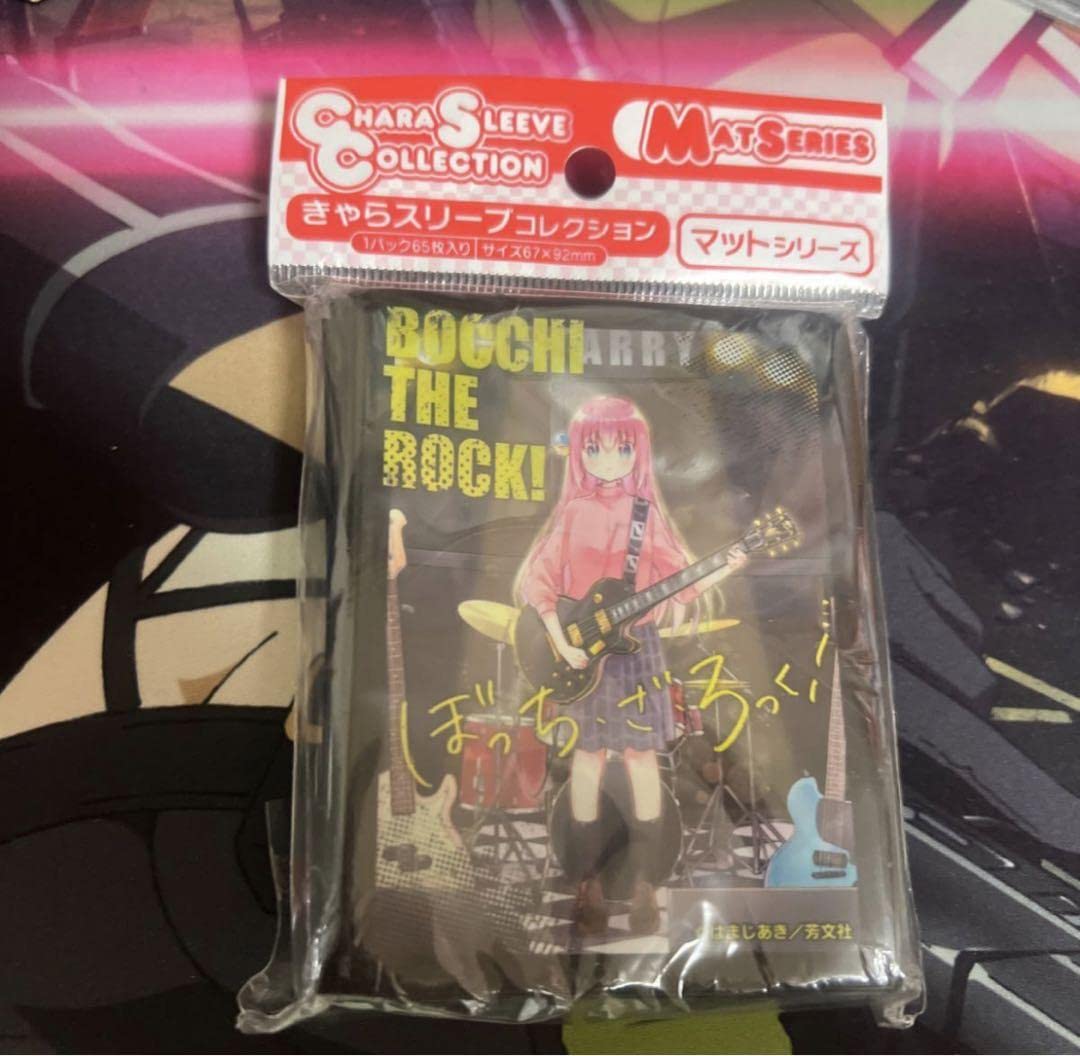 CHARA SLEEVE
COLLECTION
MAT SERIES
きゃらスリーブコレクション
マットシリーズ
1パック65枚入り サイズ67×92mm
BOCCHI
THE
ROCK!
ARRY
ぼっち・ざ・ろっく!
はまじあき/芳文社